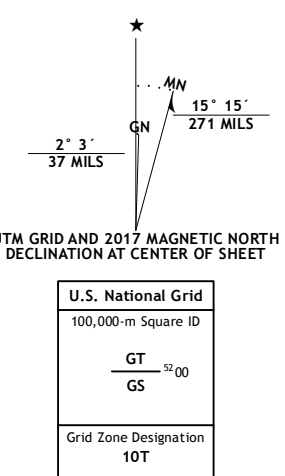 ★
MN
GN
15° 15´
271 MILS
2° 3´
37 MILS
UTM GRID AND 2017 MAGNETIC NORTH
DECLINATION AT CENTER OF SHEET
U.S. National Grid
100,000-m Square ID
GT
5200
GS
Grid Zone Designation
10T